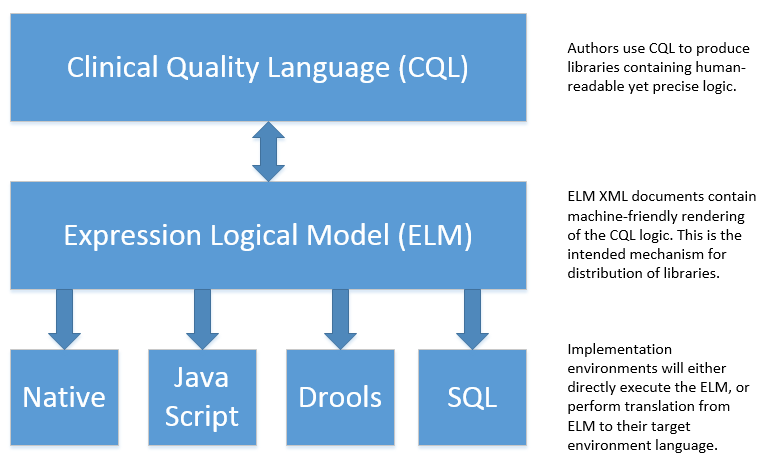 Clinical Quality Language (CQL)
Authors use CQL to produce
libraries containing human-
readable yet precise logic.
Expression Logical Model (ELM)
ELM XML documents contain
machine-friendly rendering
of the CQL logic. This is the
intended mechanism for
distribution of libraries.
Native
Java
Script
Drools
SQL
Implementation
environments will either
directly execute the ELM, or
perform translation from
ELM to their target
environment language.